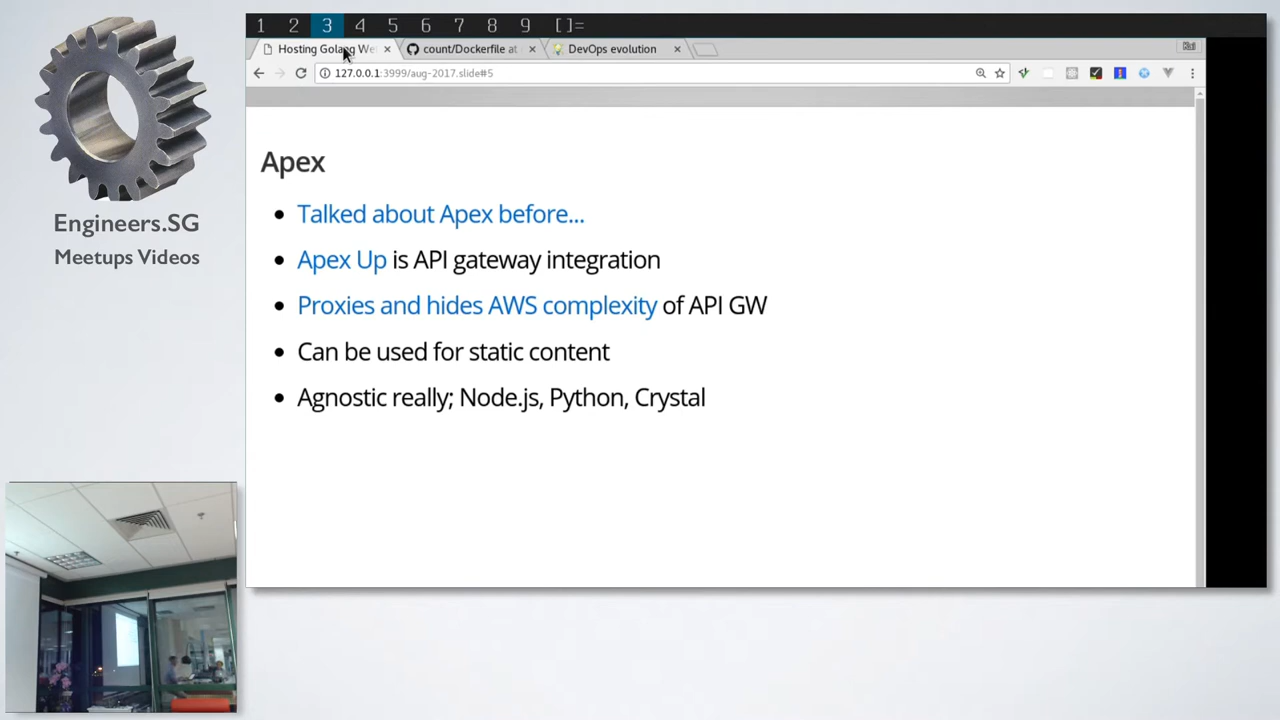 1 2 3 4 5 6 7 8 9 []=
Hosting Golang We
count/Dockerfile at
DevOps evolution
127.0.0.1:3999/aug-2017.slide#5
Engineers.SG
Meetups Videos
Apex
Talked about Apex before...
Apex Up is API gateway integration
Proxies and hides AWS complexity of API GW
Can be used for static content
Agnostic really; Node.js, Python, Crystal